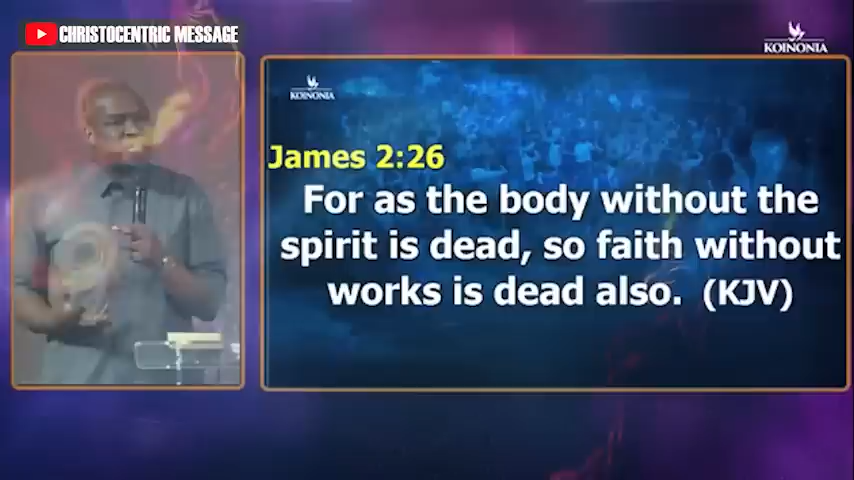 CHRISTOCENTRIC MESSAGE
KOINONIA
KOINONIA
James 2:26
For as the body without the
spirit is dead, so faith without
works is dead also. (KJV)